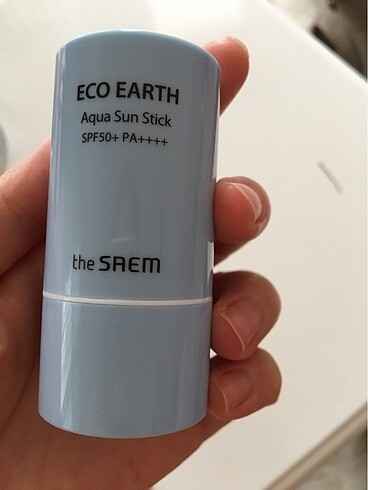 ECO EARTH
Aqua Sun Stick
SPF50+ PA++++
the SAEM